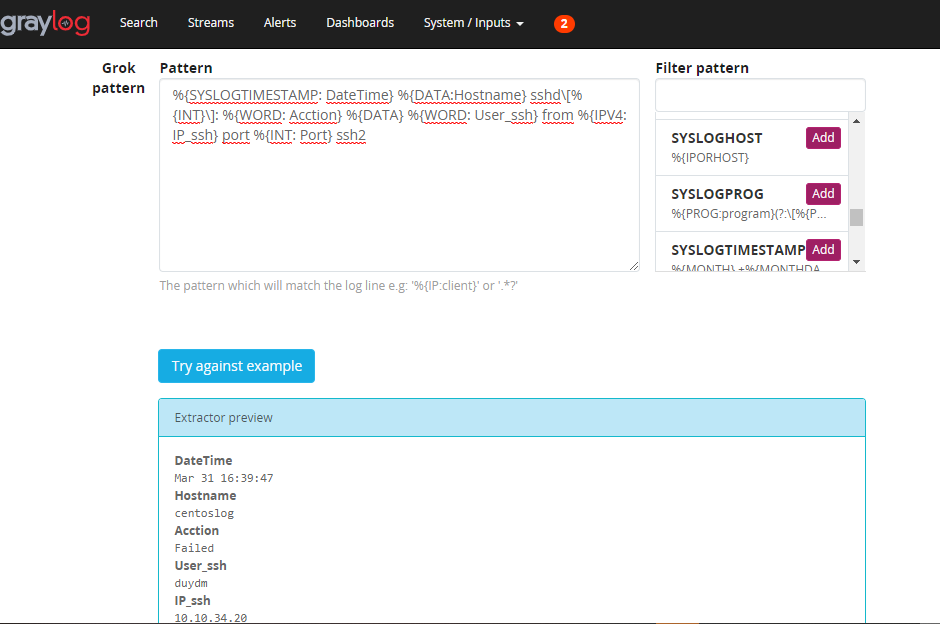 graylog Search Streams Alerts Dashboards System / Inputs 2
Grok pattern
Pattern
%{SYSLOGTIMESTAMP: DateTime} %{DATA:Hostname} sshd\[%
{INT}\]: %{WORD: Acction} %{DATA} %{WORD: User_ssh} from %{IPV4:
IP_ssh} port %{INT: Port} ssh2
The pattern which will match the log line e.g: '%{IP:client}' or '.*?'
Filter pattern
SYSLOGHOST Add
%{IPORHOST}
SYSLOGPROG Add
%{PROG:program}(?:\[%{P...
SYSLOGTIMESTAMP Add
%{MONTH} +%{MONTHDA
Try against example
Extractor preview
DateTime
Mar 31 16:39:47
Hostname
centoslog
Acction
Failed
User_ssh
duydm
IP_ssh
10.10.34.20